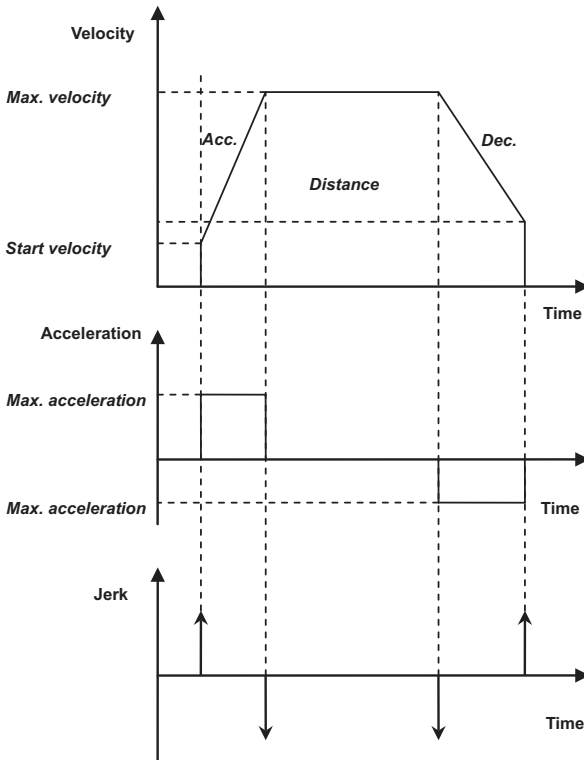 Velocity
Max. velocity
Acc.
Dec.
Distance
Start velocity
Time
Acceleration
Max. acceleration
Max. acceleration
Time
Jerk
Time